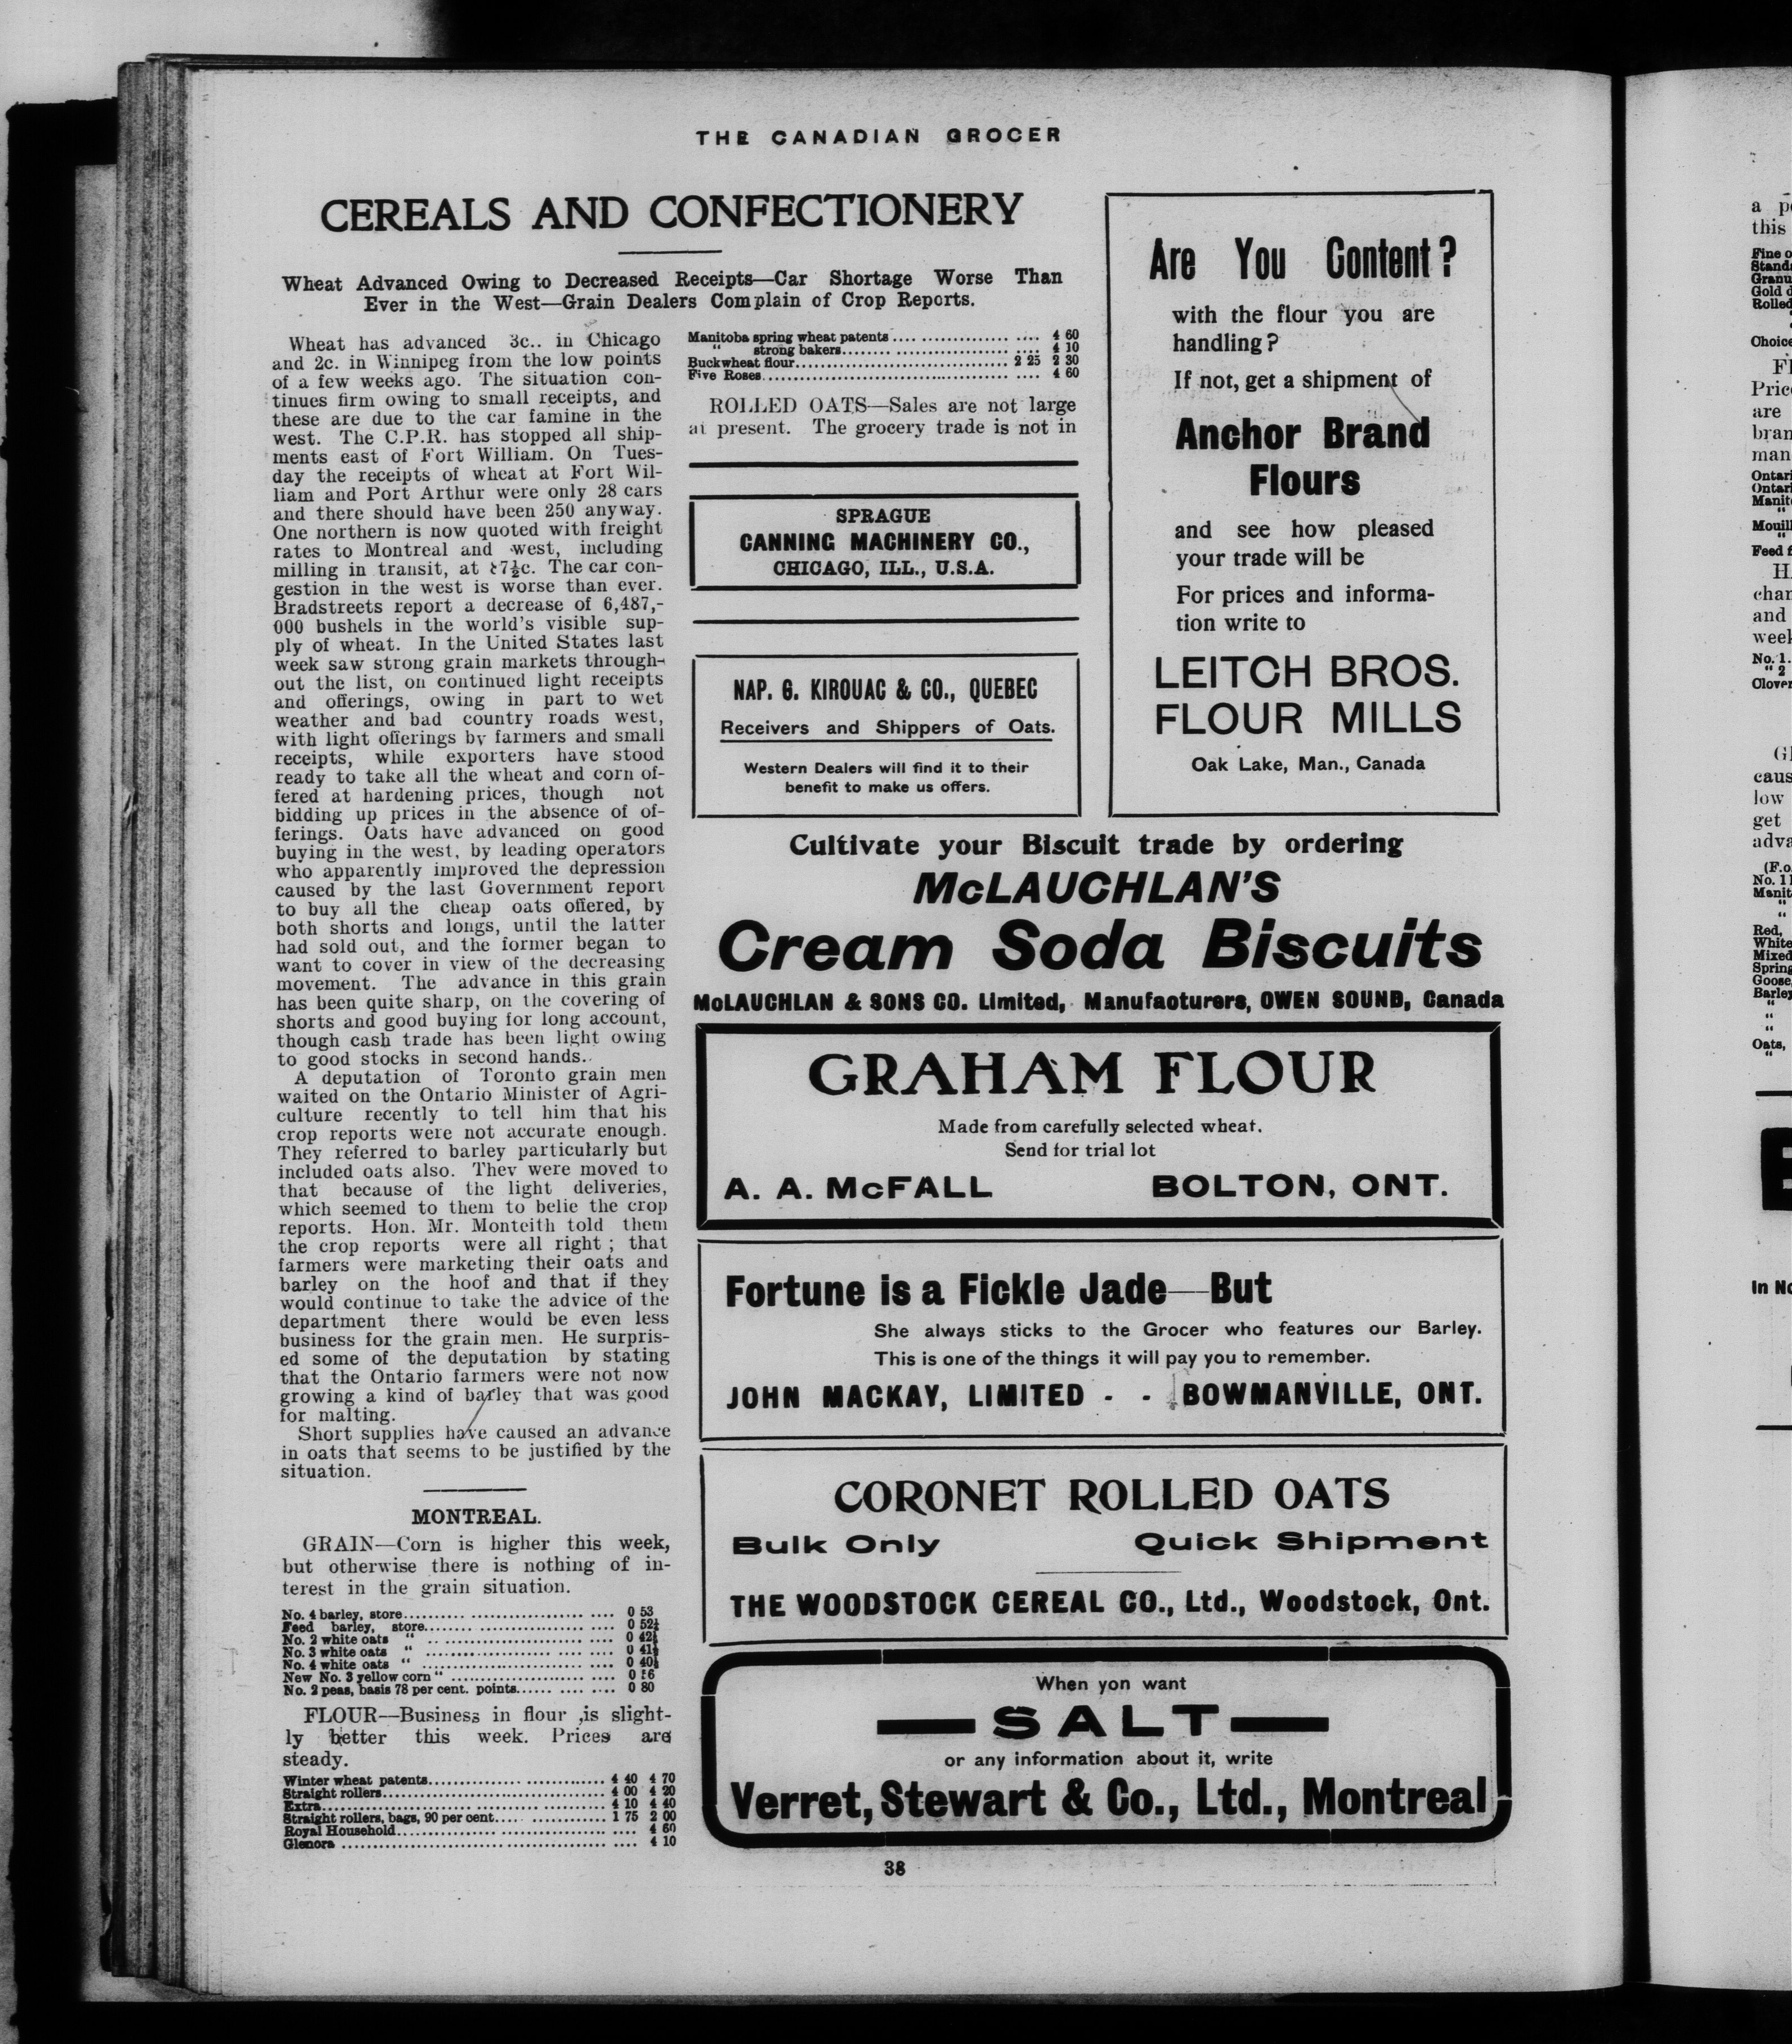 THE CANADIAN GROCER
CEREALS AND CONFECTIONERY
Wheat Advanced Owing to Decreased Receipts—Car Shortage Worse Than
Ever in the West—Grain Dealers Complain of Crop Reports.
Wheat has advanced 3c.. in Chicago
and 2c. in Winnipeg from the low points
of a few weeks ago. The situation con-
tinues firm owing to small receipts, and
these are due to the car famine in the
west. The C.P.R. has stopped all ship-
ments east of Fort William. On Tues-
day the receipts of wheat at Fort Wil-
liam and Port Arthur were only 28 cars
and there should have been 250 anyway.
One northern is now quoted with freight
rates to Montreal and west, including
milling in transit, at 7½c. The car con-
gestion in the west is worse than ever.
Bradstreets report a decrease of 6,487,-
000 bushels in the world's visible sup-
ply of wheat. In the United States last
week saw strong grain markets through-
out the list, on continued light receipts
and offerings, owing in part to wet
weather and bad country roads west,
with light offerings by farmers and small
receipts, while exporters have stood
ready to take all the wheat and corn of-
fered at hardening prices, though not
bidding up prices in the absence of of-
ferings. Oats have advanced on good
buying in the west, by leading operators
who apparently improved the depression
caused by the last Government report
to buy all the cheap oats offered, by
both shorts and longs, until the latter
had sold out, and the former began to
want to cover in view of the decreasing
movement. The advance in this grain
has been quite sharp, on the covering of
shorts and good buying for long account,
though cash trade has been light owing
to good stocks in second hands.
A deputation of Toronto grain men
waited on the Ontario Minister of Agri-
culture recently to tell him that his
crop reports were not accurate enough.
They referred to barley particularly but
included oats also. They were moved to
that because of the light deliveries,
which seemed to them to belie the crop
reports. Hon. Mr. Monteith told them
the crop reports were all right ; that
farmers were marketing their oats and
barley on the hoof and that if they
would continue to take the advice of the
department there would be even less
business for the grain men. He surpris-
ed some of the deputation by stating
that the Ontario farmers were not now
growing a kind of barley that was good
for malting.
Short supplies have caused an advance
in oats that seems to be justified by the
situation.
MONTREAL.
GRAIN—Corn is higher this week,
but otherwise there is nothing of in-
terest in the grain situation.
No. 4 barley, store.......... .................. .... 0 53
Feed barley, store........ .................. .... 0 52½
No. 2 white oats " .. ....................... .... 0 42½
No. 3 white oats " ..................... .... .... 0 41½
No. 4 white oats " .......................... .... 0 40½
New No. 3 yellow corn " ...................... .... 0 6
No. 2 peas, basis 78 per cent. points...... .... .... 0 80
FLOUR—Business in flour is slight-
ly better this week. Prices are
steady.
Winter wheat patents............... ............ 4 40 4 70
Straight rollers..................................... 4 00 4 20
Extra............................................... 4 10 4 40
Straight rollers, bags, 90 per cent..... ............ 1 75 2 00
Royal Household....................................... .... 4 60
Glenora ................................................ .... 4 10
Manitoba spring wheat patents .... ............... .... 4 60
" strong bakers........ .................. .... 4 10
Buckwheat flour................................... 2 25 2 30
Five Roses............................................. .... 4 60
ROLLED OATS—Sales are not large
at present. The grocery trade is not in
SPRAGUE
CANNING MACHINERY CO.,
CHICAGO, ILL., U.S.A.
NAP. G. KIROUAC & CO., QUEBEC
Receivers and Shippers of Oats.
Western Dealers will find it to their
benefit to make us offers.
Are You Content?
with the flour you are
handling?
If not, get a shipment of
Anchor Brand
Flours
and see how pleased
your trade will be
For prices and informa-
tion write to
LEITCH BROS.
FLOUR MILLS
Oak Lake, Man., Canada
Cultivate your Biscuit trade by ordering
McLAUCHLAN'S
Cream Soda Biscuits
McLAUCHLAN & SONS CO. Limited, Manufacturers, OWEN SOUND, Canada
GRAHAM FLOUR
Made from carefully selected wheat.
Send for trial lot
A. A. McFALL BOLTON, ONT.
Fortune is a Fickle Jade—But
She always sticks to the Grocer who features our Barley.
This is one of the things it will pay you to remember.
JOHN MACKAY, LIMITED - - BOWMANVILLE, ONT.
CORONET ROLLED OATS
Bulk Only Quick Shipment
THE WOODSTOCK CEREAL CO., Ltd., Woodstock, Ont.
When yon want
—SALT—
or any information about it, write
Verret, Stewart & Co., Ltd., Montreal
38
this
Rolled
Choice
are
Mouill
and
week
No. 1.
" 2
Clover
low
get
Red,
White
Mixed
Spring
Goose,
Barley
Oats,
In No